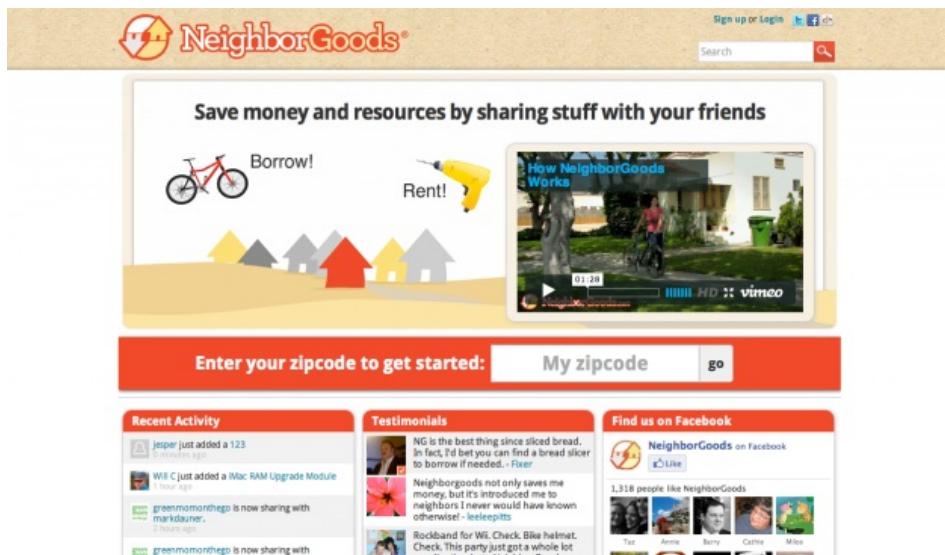 Sign up or Login
NeighborGoods®
Search
Save money and resources by sharing stuff with your friends
Borrow!
Rent!
How NeighborGoods
Works
01:28
HD vimeo
Enter your zipcode to get started: My zipcode go
Recent Activity
jesper just added a 123
0 minutes ago
Will C just added a iMac RAM Upgrade Module
1 hour ago
greenmomonthego is now sharing with
markdauner.
2 hours ago
greenmomonthego is now sharing with
Testimonials
NG is the best thing since sliced bread.
In fact, I'd bet you can find a bread slicer
to borrow if needed. - Fixer
Neighborgoods not only saves me
money, but it's introduced me to
neighbors I never would have known
otherwise! - leeleepitts
Rockband for Wii. Check. Bike helmet.
Check. This party just got a whole lot
Find us on Facebook
NeighborGoods on Facebook
Like
1,318 people like NeighborGoods
Taz Annie Barry Cathie Milos